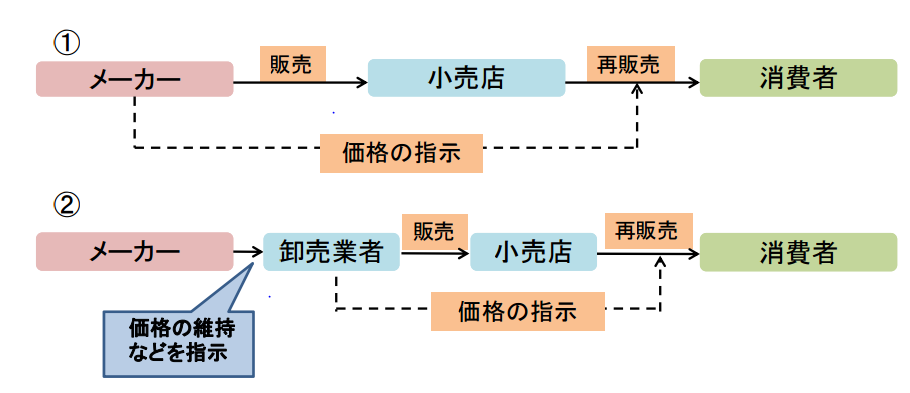 ①
メーカー
販売
小売店
再販売
消費者
価格の指示
②
メーカー
卸売業者
販売
小売店
再販売
消費者
価格の指示
価格の維持
などを指示